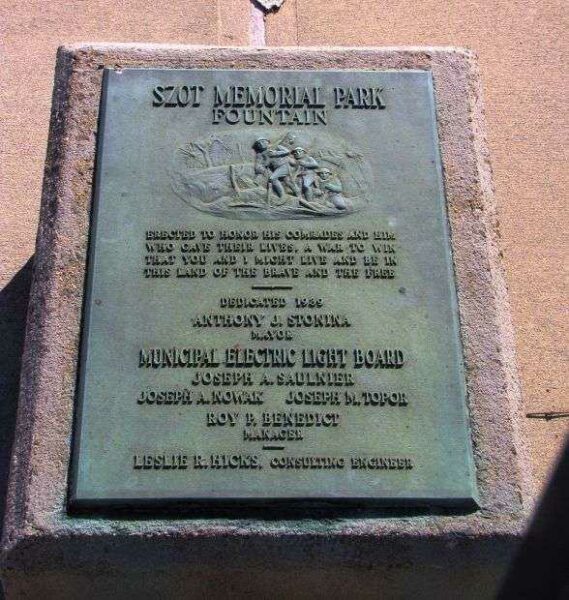 SZOT MEMORIAL PARK
FOUNTAIN
ERECTED TO HONOR HIS COMRADES AND HIM
WHO GAVE THEIR LIVES, A WAR TO WIN
THAT YOU AND I MIGHT LIVE AND BE IN
THIS LAND OF THE BRAVE AND THE FREE
DEDICATED 1939
ANTHONY J. STONINA
MAYOR
MUNICIPAL ELECTRIC LIGHT BOARD
JOSEPH A. SAULNIER
JOSEPH A. NOWAK JOSEPH M. TOPOR
ROY P. BENEDICT
MANAGER
LESLIE R. HICKS, CONSULTING ENGINEER